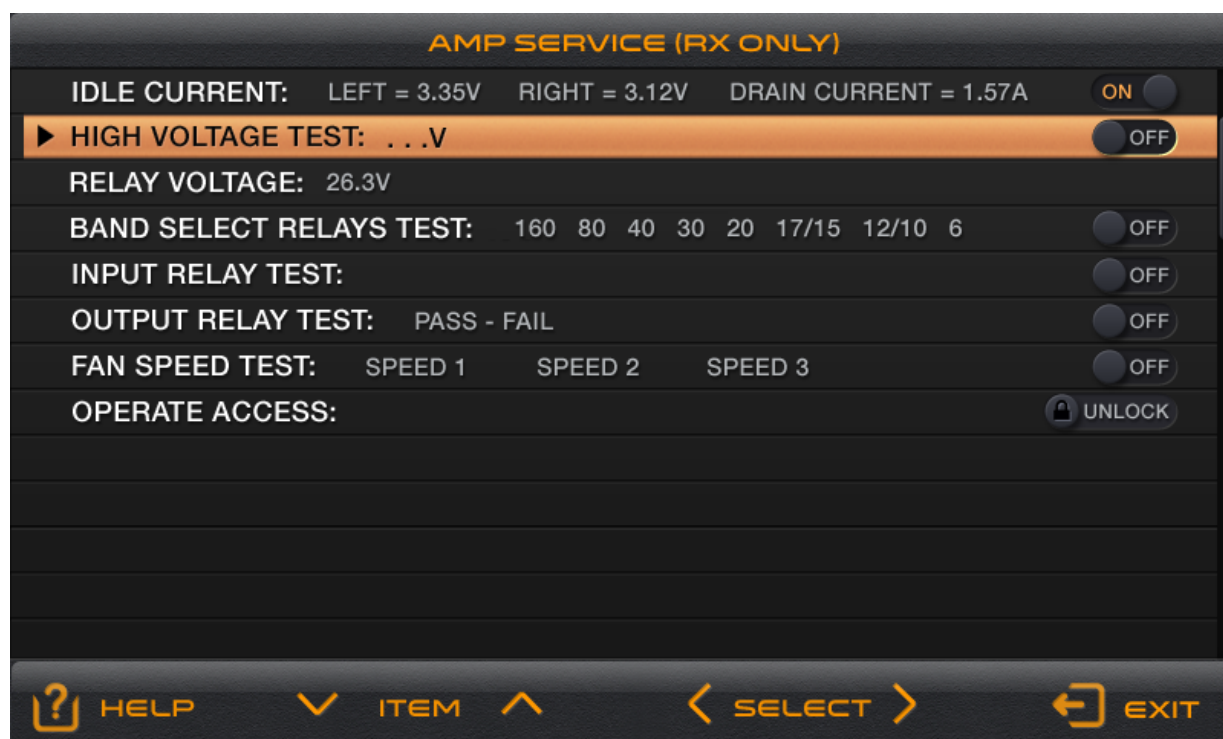 AMP SERVICE (RX ONLY)
IDLE CURRENT: LEFT = 3.35V RIGHT = 3.12V DRAIN CURRENT = 1.57A ON
HIGH VOLTAGE TEST: . . .V OFF
RELAY VOLTAGE: 26.3V
BAND SELECT RELAYS TEST: 160 80 40 30 20 17/15 12/10 6 OFF
INPUT RELAY TEST: OFF
OUTPUT RELAY TEST: PASS - FAIL OFF
FAN SPEED TEST: SPEED 1 SPEED 2 SPEED 3 OFF
OPERATE ACCESS: UNLOCK
? HELP ITEM SELECT EXIT